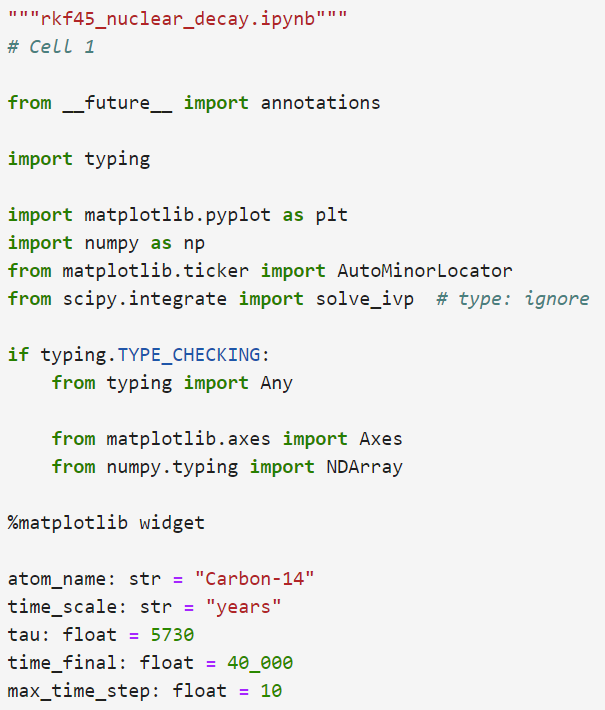 """rkf45_nuclear_decay.ipynb"""
# Cell 1
from __future__ import annotations
import typing
import matplotlib.pyplot as plt
import numpy as np
from matplotlib.ticker import AutoMinorLocator
from scipy.integrate import solve_ivp  # type: ignore
if typing.TYPE_CHECKING:
    from typing import Any
    from matplotlib.axes import Axes
    from numpy.typing import NDArray
%matplotlib widget
atom_name: str = "Carbon-14"
time_scale: str = "years"
tau: float = 5730
time_final: float = 40_000
max_time_step: float = 10